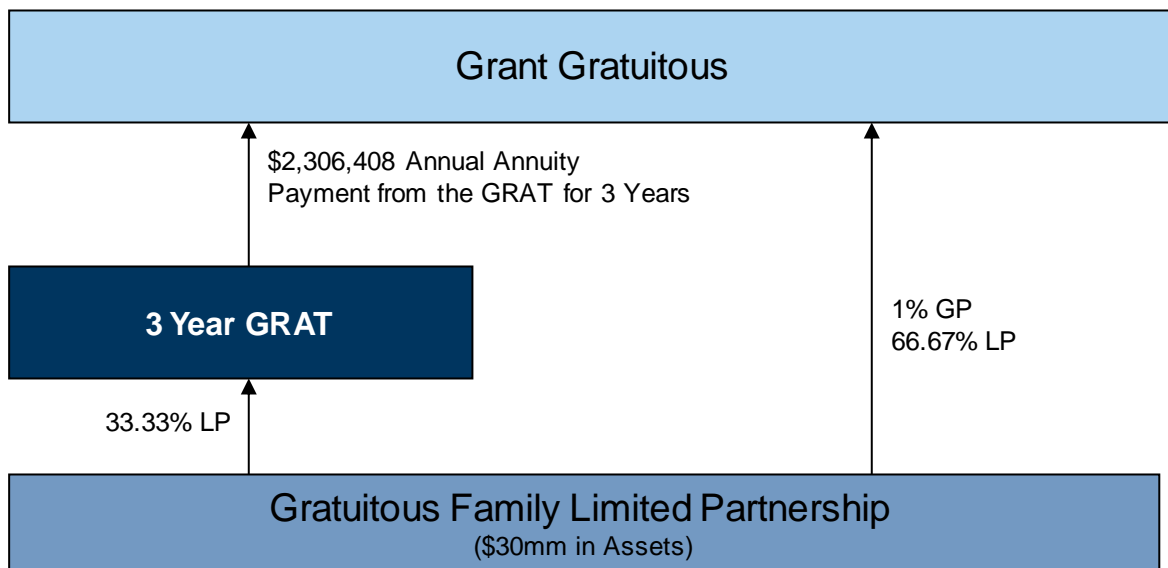 Grant Gratuitous
$2,306,408 Annual Annuity
Payment from the GRAT for 3 Years
3 Year GRAT
1% GP
66.67% LP
33.33% LP
Gratuitous Family Limited Partnership
($30mm in Assets)